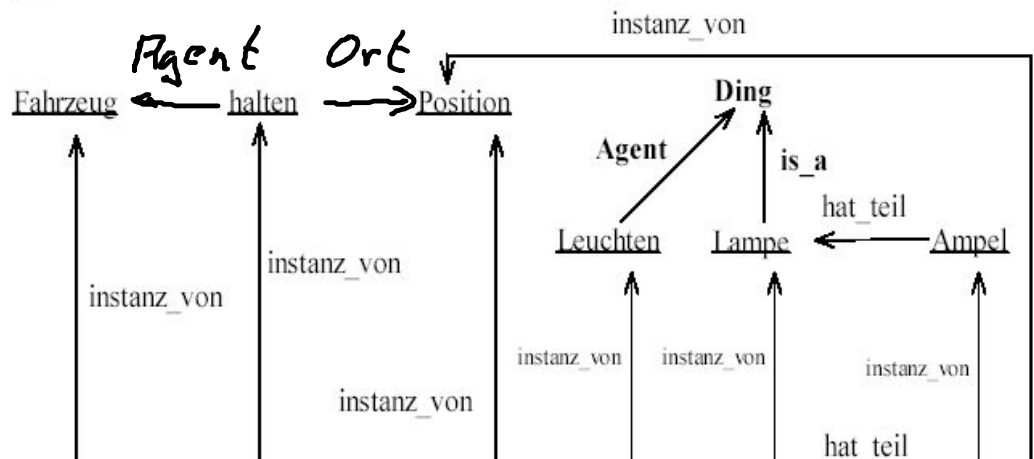 instanz_von
Agent Ort
Fahrzeug halten Position Ding
Agent
is_a
hat_teil
Leuchten Lampe Ampel
instanz_von
instanz_von
instanz_von instanz_von instanz_von
instanz_von
hat_teil